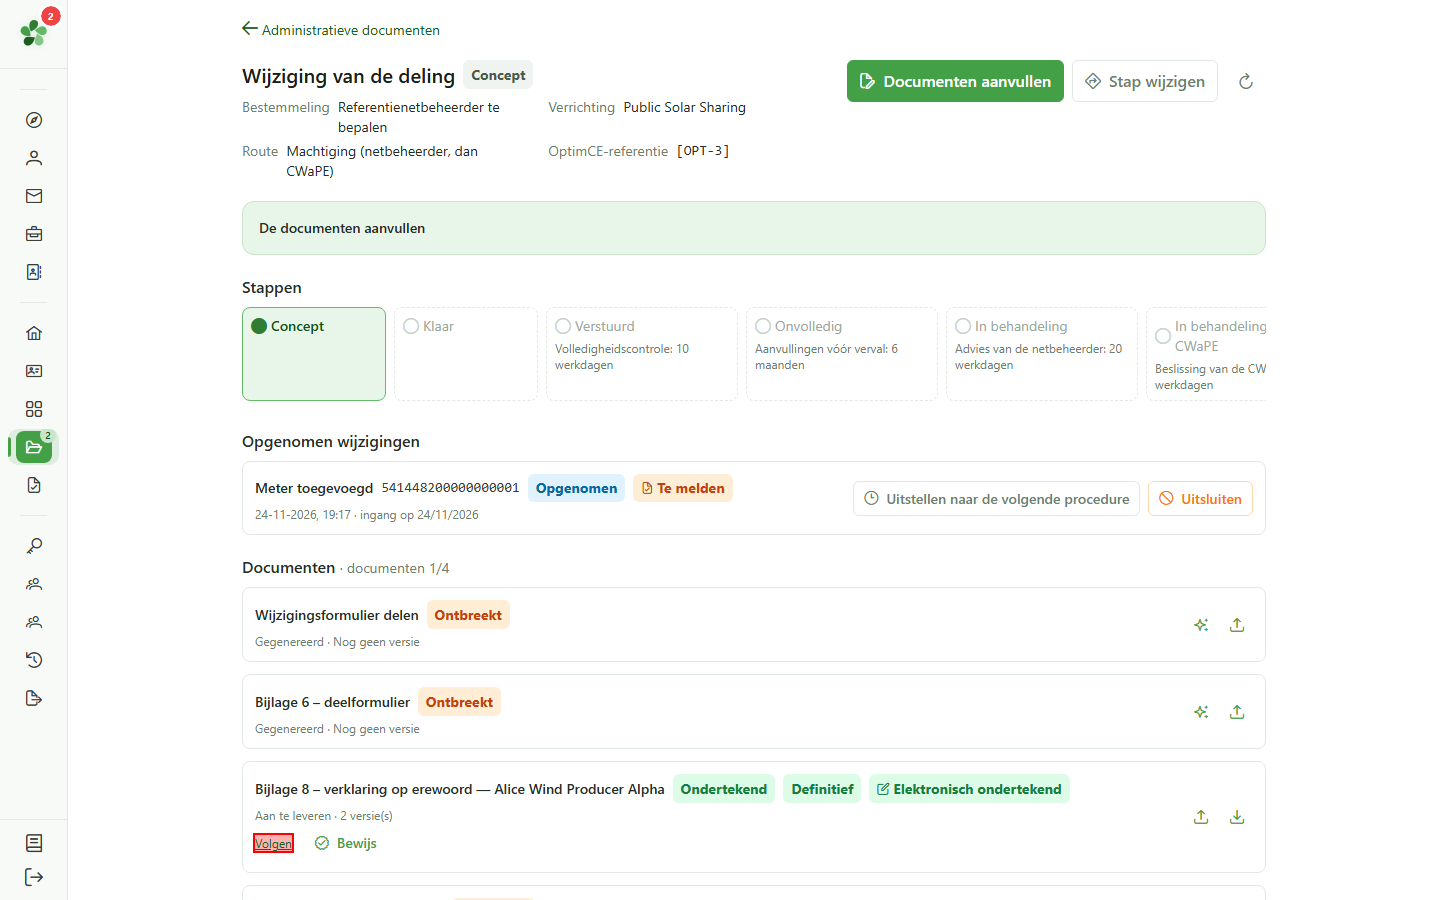 2
Administratieve documenten
Wijziging van de deling Concept
Documenten aanvullen
Stap wijzigen
Bestemmeling Referentienetbeheerder te bepalen
Verrichting Public Solar Sharing
Route Machtiging (netbeheerder, dan CWaPE)
OptimCE-referentie [OPT-3]
De documenten aanvullen
Stappen
Concept
Klaar
Verstuurd
Volledigheidscontrole: 10 werkdagen
Onvolledig
Aanvullingen vóór verval: 6 maanden
In behandeling
Advies van de netbeheerder: 20 werkdagen
In behandeling CWaPE
Beslissing van de CW
werkdagen
2
Opgenomen wijzigingen
Meter toegevoegd 541448200000000001 Opgenomen Te melden
24-11-2026, 19:17 · ingang op 24/11/2026
Uitstellen naar de volgende procedure
Uitsluiten
Documenten · documenten 1/4
Wijzigingsformulier delen Ontbreekt
Gegenereerd · Nog geen versie
Bijlage 6 – deelformulier Ontbreekt
Gegenereerd · Nog geen versie
Bijlage 8 – verklaring op erewoord — Alice Wind Producer Alpha Ondertekend Definitief Elektronisch ondertekend
Aan te leveren · 2 versie(s)
Volgen Bewijs